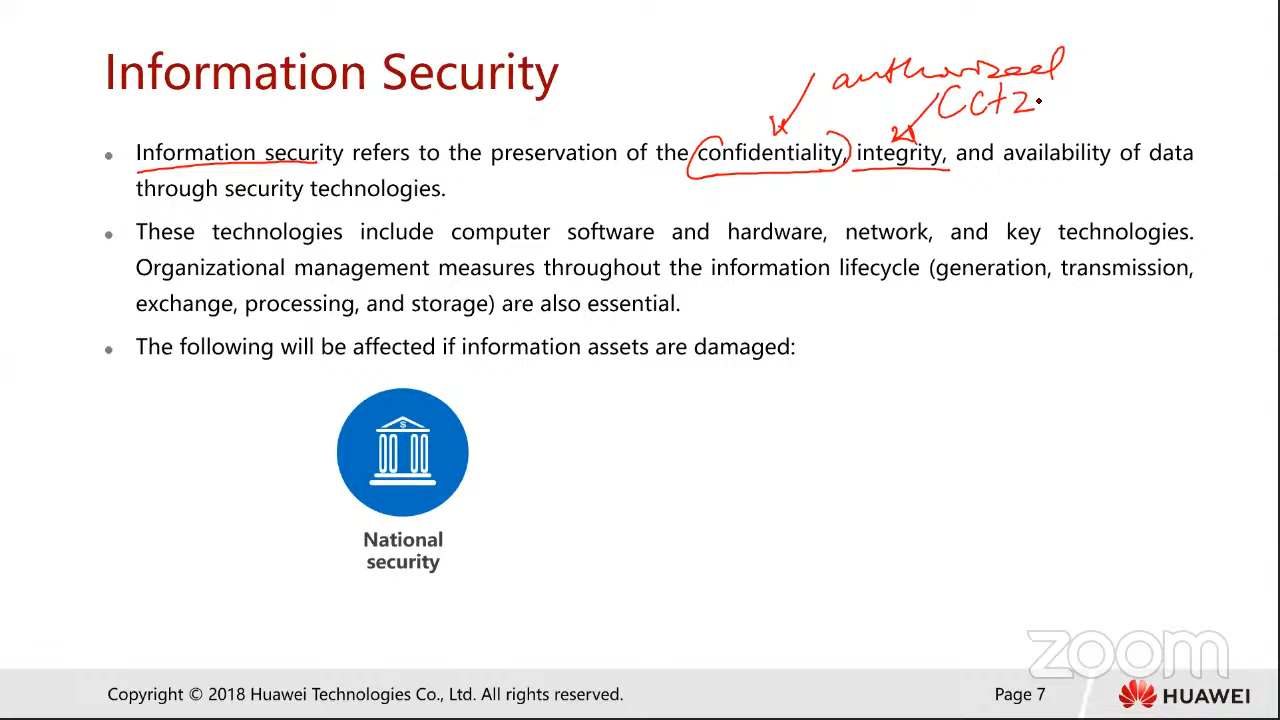 Information Security
authorized
• Information security refers to the preservation of the confidentiality, integrity, and availability of data
through security technologies.
• These technologies include computer software and hardware, network, and key technologies.
Organizational management measures throughout the information lifecycle (generation, transmission,
exchange, processing, and storage) are also essential.
• The following will be affected if information assets are damaged:
$
National
security
zoom
Copyright © 2018 Huawei Technologies Co., Ltd. All rights reserved.
Page 7
HUAWEI